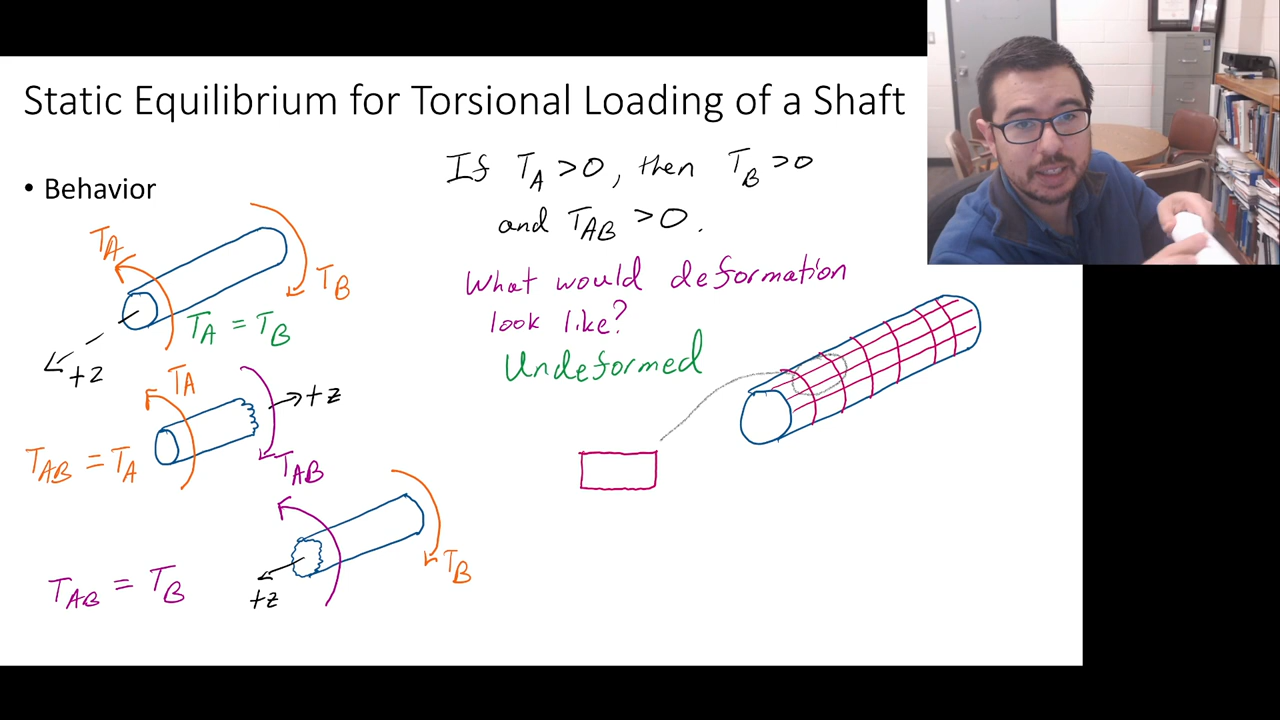 Static Equilibrium for Torsional Loading of a Shaft
• Behavior
If T_A >0, then T_B >0
and T_AB >0.
What would deformation
look like?
Undeformed
T_A
T_B
T_A = T_B
+z
T_A
+z
T_AB = T_A
T_AB
T_B
T_AB = T_B
+z